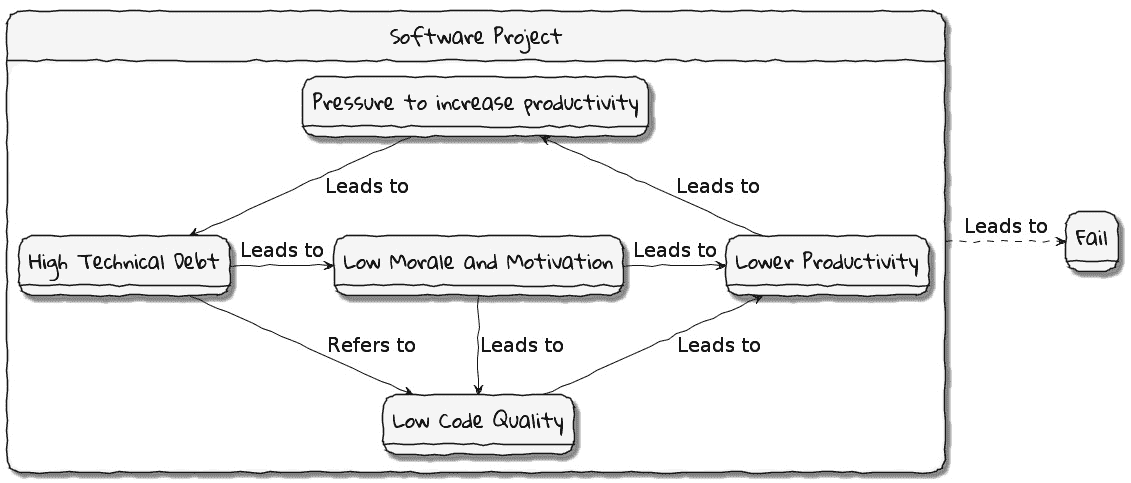 Software Project
Pressure to increase productivity
Leads to
Leads to
Leads to
High Technical Debt
Leads to
Low Morale and Motivation
Leads to
Lower Productivity
Fail
Refers to
Leads to
Leads to
Low Code Quality